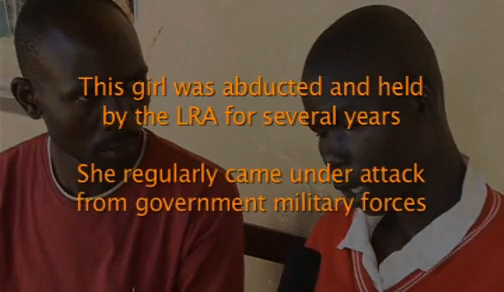 This girl was abducted and held
by the LRA for several years
She regularly came under attack
from government military forces